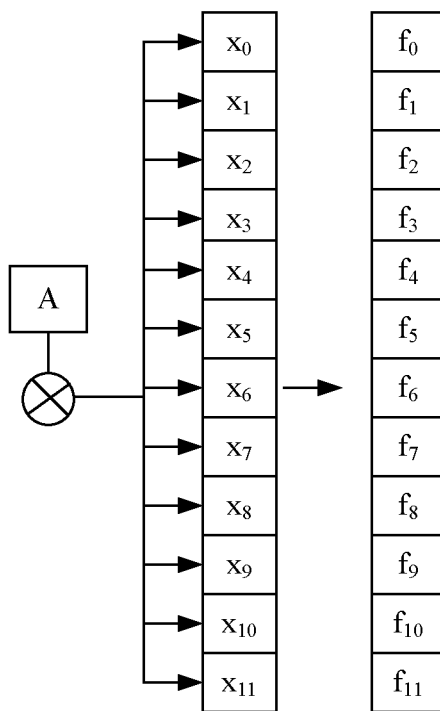 x₀ f₀
x₁ f₁
x₂ f₂
x₃ f₃
A x₄ f₄
x₅ f₅
x₆ f₆
x₇ f₇
x₈ f₈
x₉ f₉
x₁₀ f₁₀
x₁₁ f₁₁